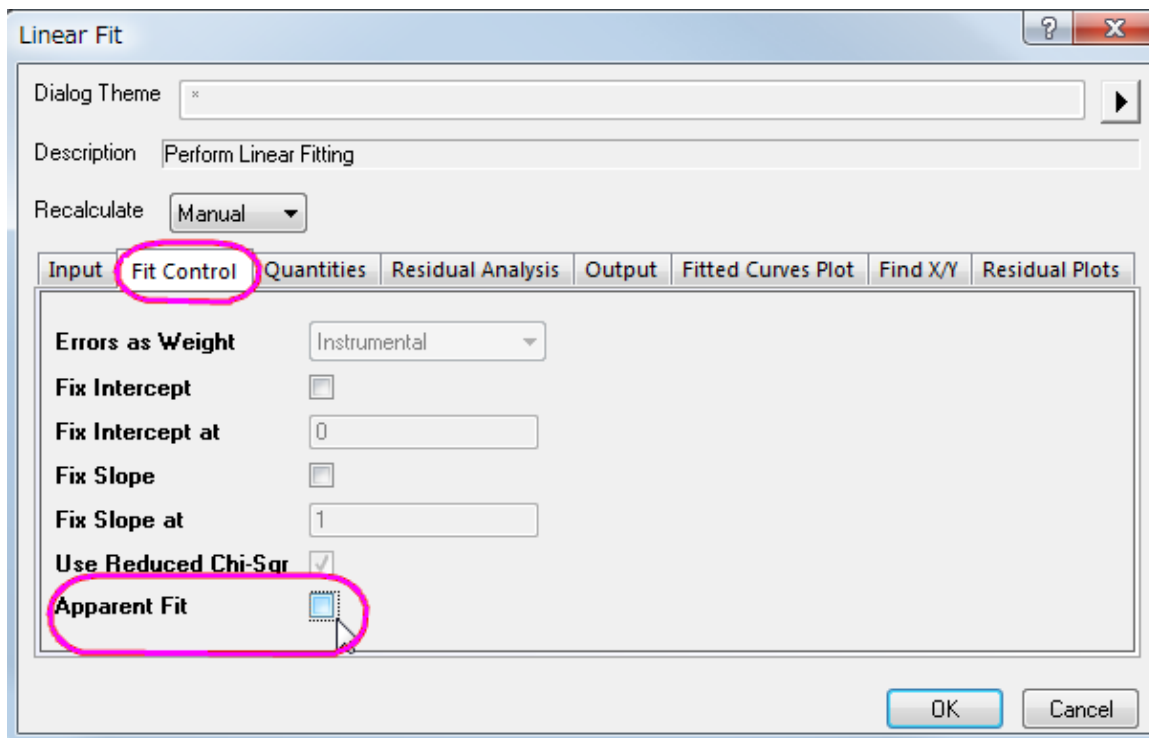 Linear Fit
Dialog Theme *
Description Perform Linear Fitting
Recalculate Manual
Input Fit Control Quantities Residual Analysis Output Fitted Curves Plot Find X/Y Residual Plots
Errors as Weight Instrumental
Fix Intercept
Fix Intercept at 0
Fix Slope
Fix Slope at 1
Use Reduced Chi-Sqr
Apparent Fit
OK Cancel